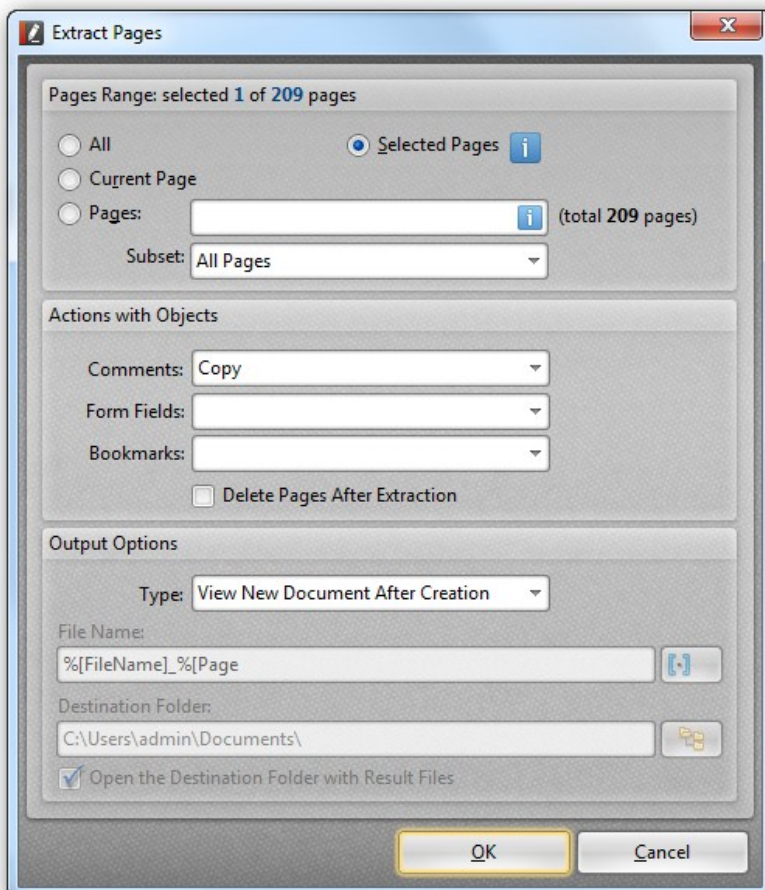 Extract Pages
Pages Range: selected 1 of 209 pages
All
Selected Pages
Current Page
Pages:
(total 209 pages)
Subset: All Pages
Actions with Objects
Comments: Copy
Form Fields:
Bookmarks:
Delete Pages After Extraction
Output Options
Type: View New Document After Creation
File Name:
%[FileName]_%[Page
Destination Folder:
C:\Users\admin\Documents\
Open the Destination Folder with Result Files
OK Cancel